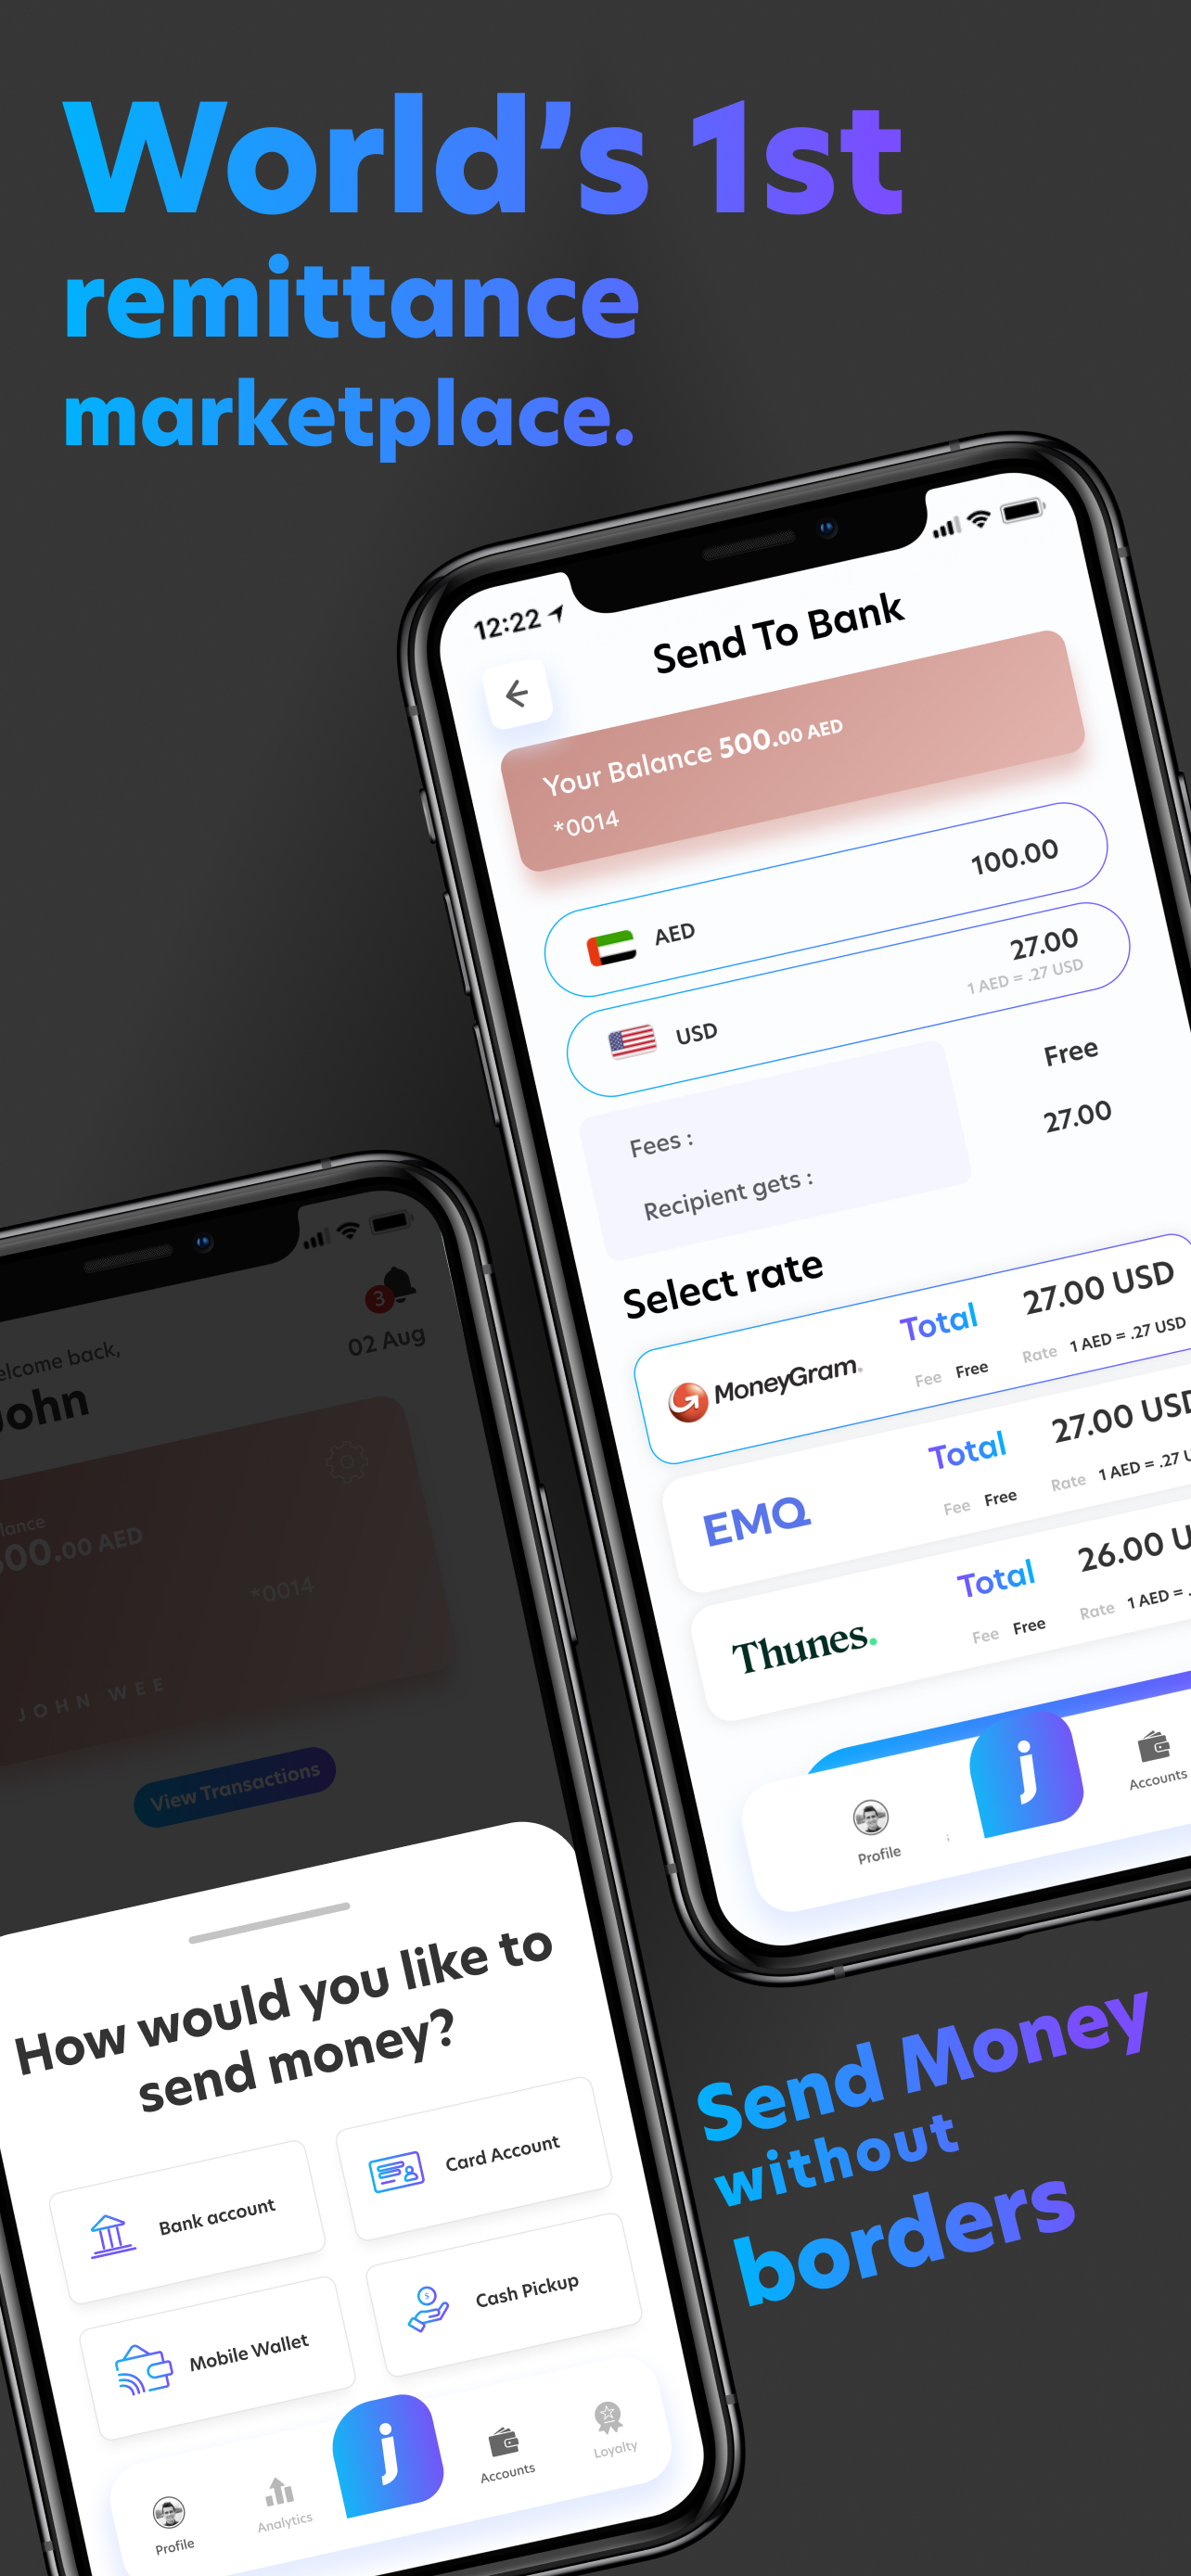 World's 1st
remittance
marketplace.
12:22
Send To Bank
Your Balance 500.00 AED
*0014
AED 100.00
USD 27.00
1 AED = .27 USD
Fees : Free
Recipient gets : 27.00
Select rate
MoneyGram Total 27.00 USD
Fee Free Rate 1 AED = .27 USD
EMQ Total 27.00 USD
Fee Free Rate 1 AED = .27 U
Thunes. Total 26.00 U
Fee Free Rate 1 AED = .
Profile j Accounts
3
02 Aug
elcome back,
John
lance
500.00 AED
*0014
JOHN WEE
View Transactions
How would you like to
send money?
Bank account Card Account
Mobile Wallet Cash Pickup
Profile Analytics j Accounts Loyalty
Send Money
without
borders